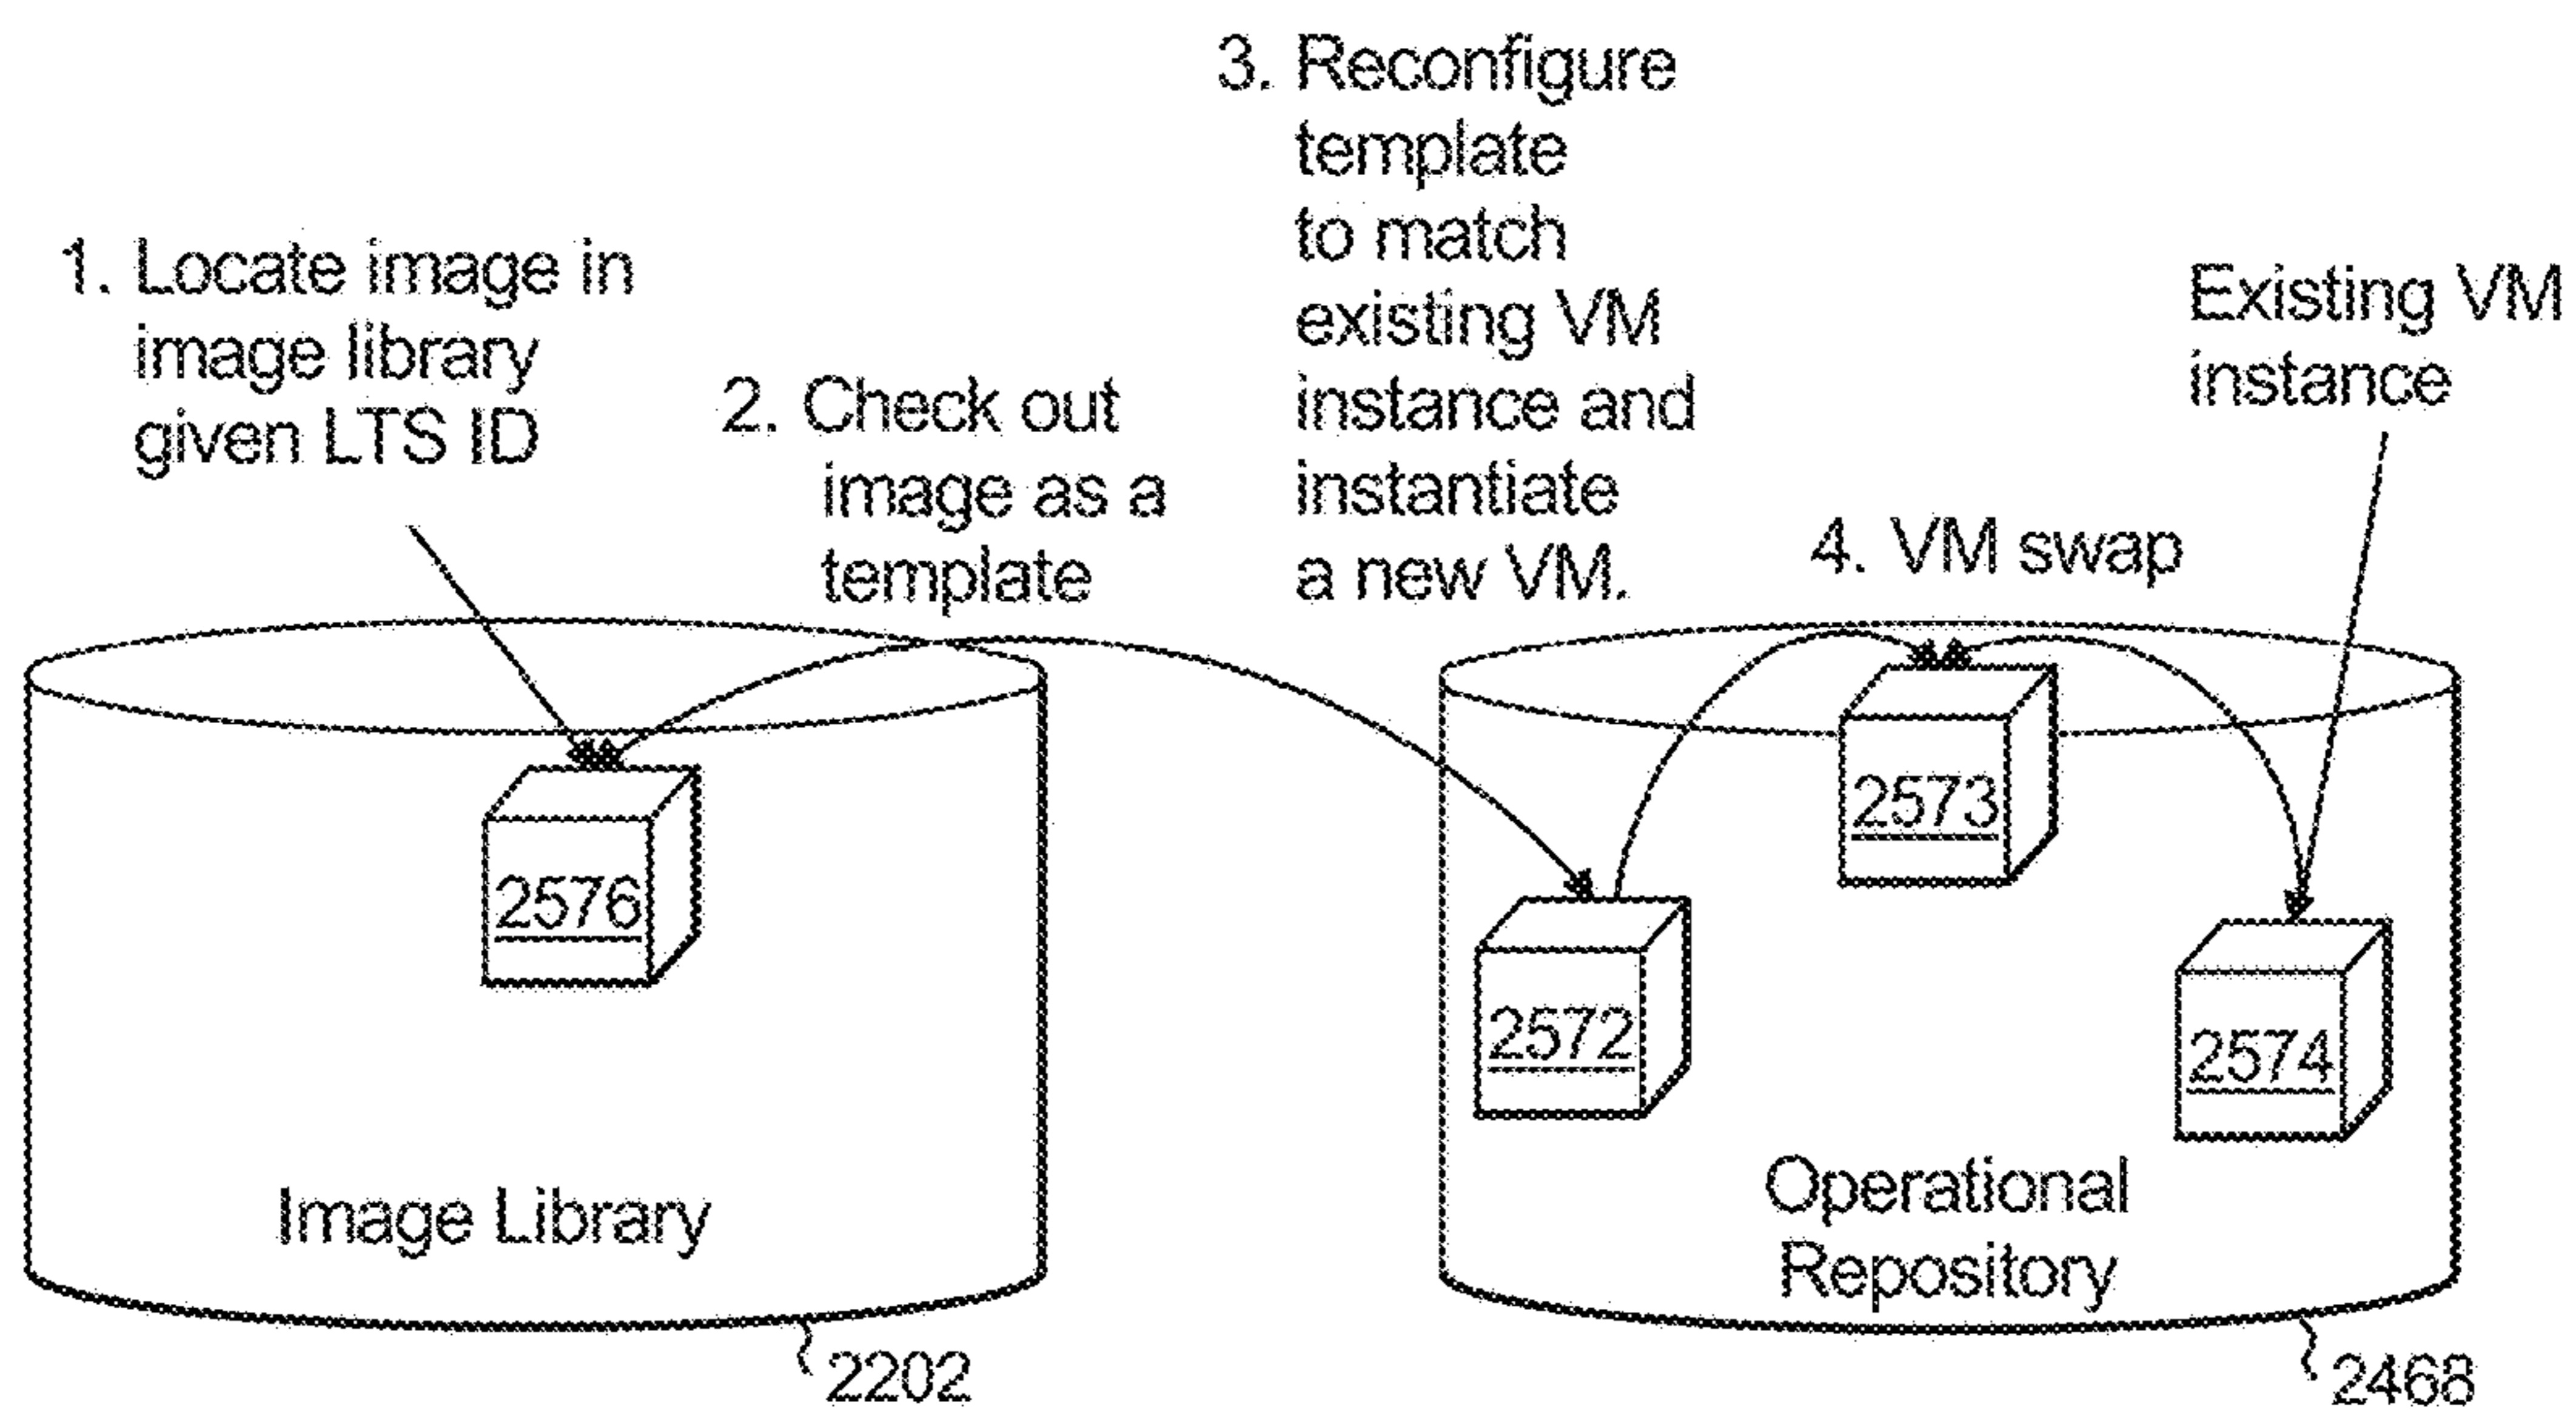 1. Locate image in
image library
given LTS ID
2. Check out
image as a
template
3. Reconfigure
template
to match
existing VM
instance and
instantiate
a new VM.
4. VM swap
Existing VM
instance
2576
2573
2572
2574
Image Library
Operational
Repository
2202
2468